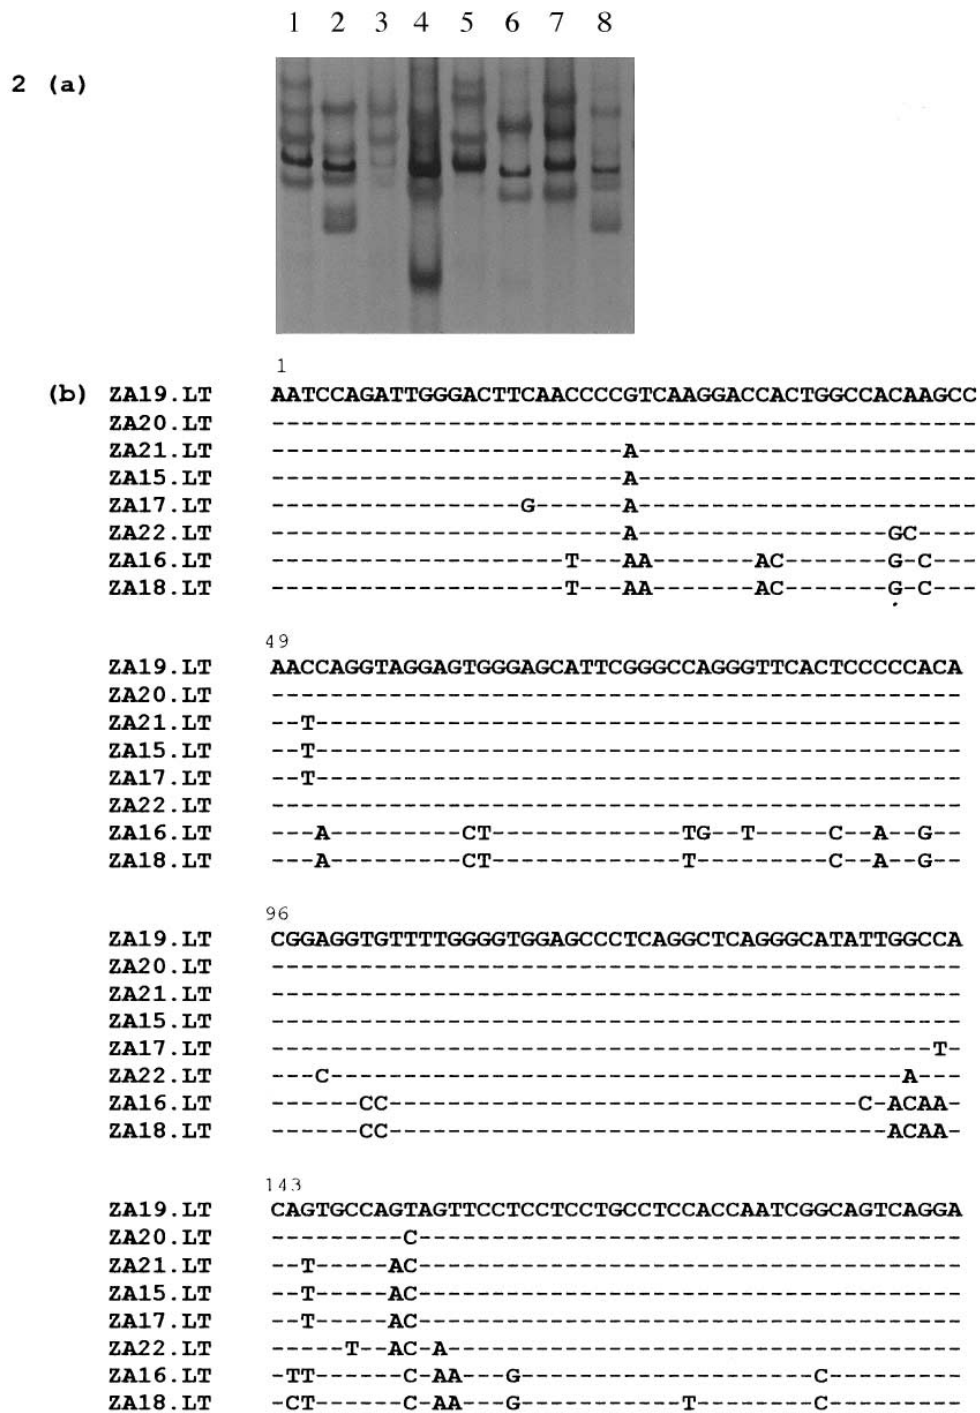 1 2 3 4 5 6 7 8
2 (a)
1
(b) ZA19.LT AATCCAGATTGGGACTTCAACCCCGTCAAGGACCACTGGCCACAAGCC
ZA20.LT ------------------------------------------------
ZA21.LT ------------------------A-----------------------
ZA15.LT ------------------------A-----------------------
ZA17.LT -----------------G------A-----------------------
ZA22.LT ------------------------A-----------------GC----
ZA16.LT --------------------T---AA-------AC-------G-C---
ZA18.LT --------------------T---AA-------AC-------G-C---
49
ZA19.LT AACCAGGTAGGAGTGGGAGCATTCGGGCCAGGGTTCACTCCCCCACA
ZA20.LT -----------------------------------------------
ZA21.LT --T--------------------------------------------
ZA15.LT --T--------------------------------------------
ZA17.LT --T--------------------------------------------
ZA22.LT -----------------------------------------------
ZA16.LT ---A---------CT-------------TG--T-----C--A--G--
ZA18.LT ---A---------CT-------------T---------C--A--G--
96
ZA19.LT CGGAGGTGTTTTGGGGTGGAGCCCTCAGGCTCAGGGCATATTGGCCA
ZA20.LT -----------------------------------------------
ZA21.LT -----------------------------------------------
ZA15.LT -----------------------------------------------
ZA17.LT ---------------------------------------------T-
ZA22.LT ---C---------------------------------------A---
ZA16.LT ------CC--------------------------------C-ACAA-
ZA18.LT ------CC----------------------------------ACAA-
143
ZA19.LT CAGTGCCAGTAGTTCCTCCTCCTGCCTCCACCAATCGGCAGTCAGGA
ZA20.LT ---------C-------------------------------------
ZA21.LT --T-----AC-------------------------------------
ZA15.LT --T-----AC-------------------------------------
ZA17.LT --T-----AC-------------------------------------
ZA22.LT -----T--AC-A-----------------------------------
ZA16.LT -TT------C-AA---G--------------------C---------
ZA18.LT -CT------C-AA---G-----------T--------C---------